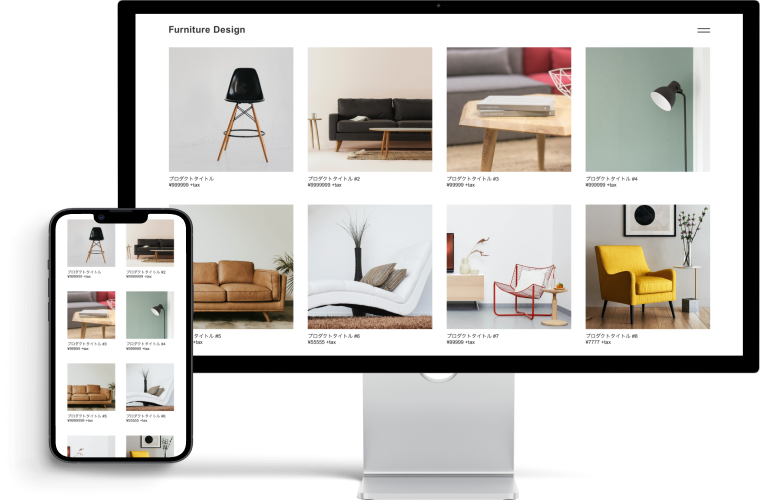 Furniture Design
プロダクトタイトル
¥999999 +tax
プロダクトタイトル #2
¥9999999 +tax
プロダクトタイトル #3
¥99999 +tax
プロダクトタイトル #4
¥999999 +tax
タイトル #5
+tax
プロダクトタイトル #6
¥55555 +tax
プロダクトタイトル #7
¥99999 +tax
プロダクトタイトル #8
¥7777 +tax
プロダクトタイトル
¥999999 +tax
プロダクトタイトル #2
¥9999999 +tax
プロダクトタイトル #3
¥99999 +tax
プロダクトタイトル #4
¥999999 +tax
プロダクトタイトル #5
+tax
プロダクトタイトル #6
¥55555 +tax